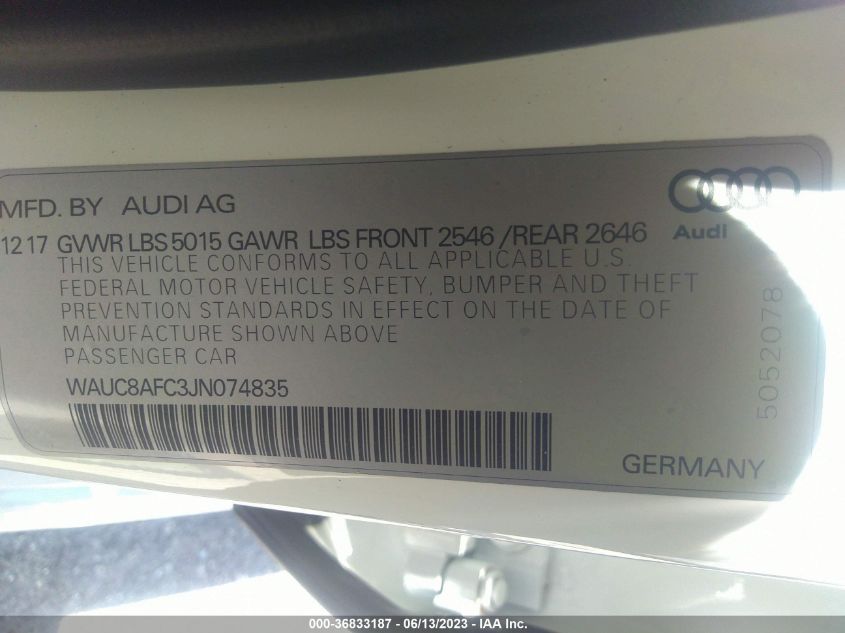 MFD. BY AUDI AG
Audi
12 17 GVWR LBS 5015 GAWR LBS FRONT 2546 / REAR 2646
THIS VEHICLE CONFORMS TO ALL APPLICABLE U.S.
FEDERAL MOTOR VEHICLE SAFETY, BUMPER AND THEFT
PREVENTION STANDARDS IN EFFECT ON THE DATE OF
MANUFACTURE SHOWN ABOVE
PASSENGER CAR
WAUC8AFC3JN074835
5052078
GERMANY
000-36833187 - 06/13/2023 - IAA Inc.